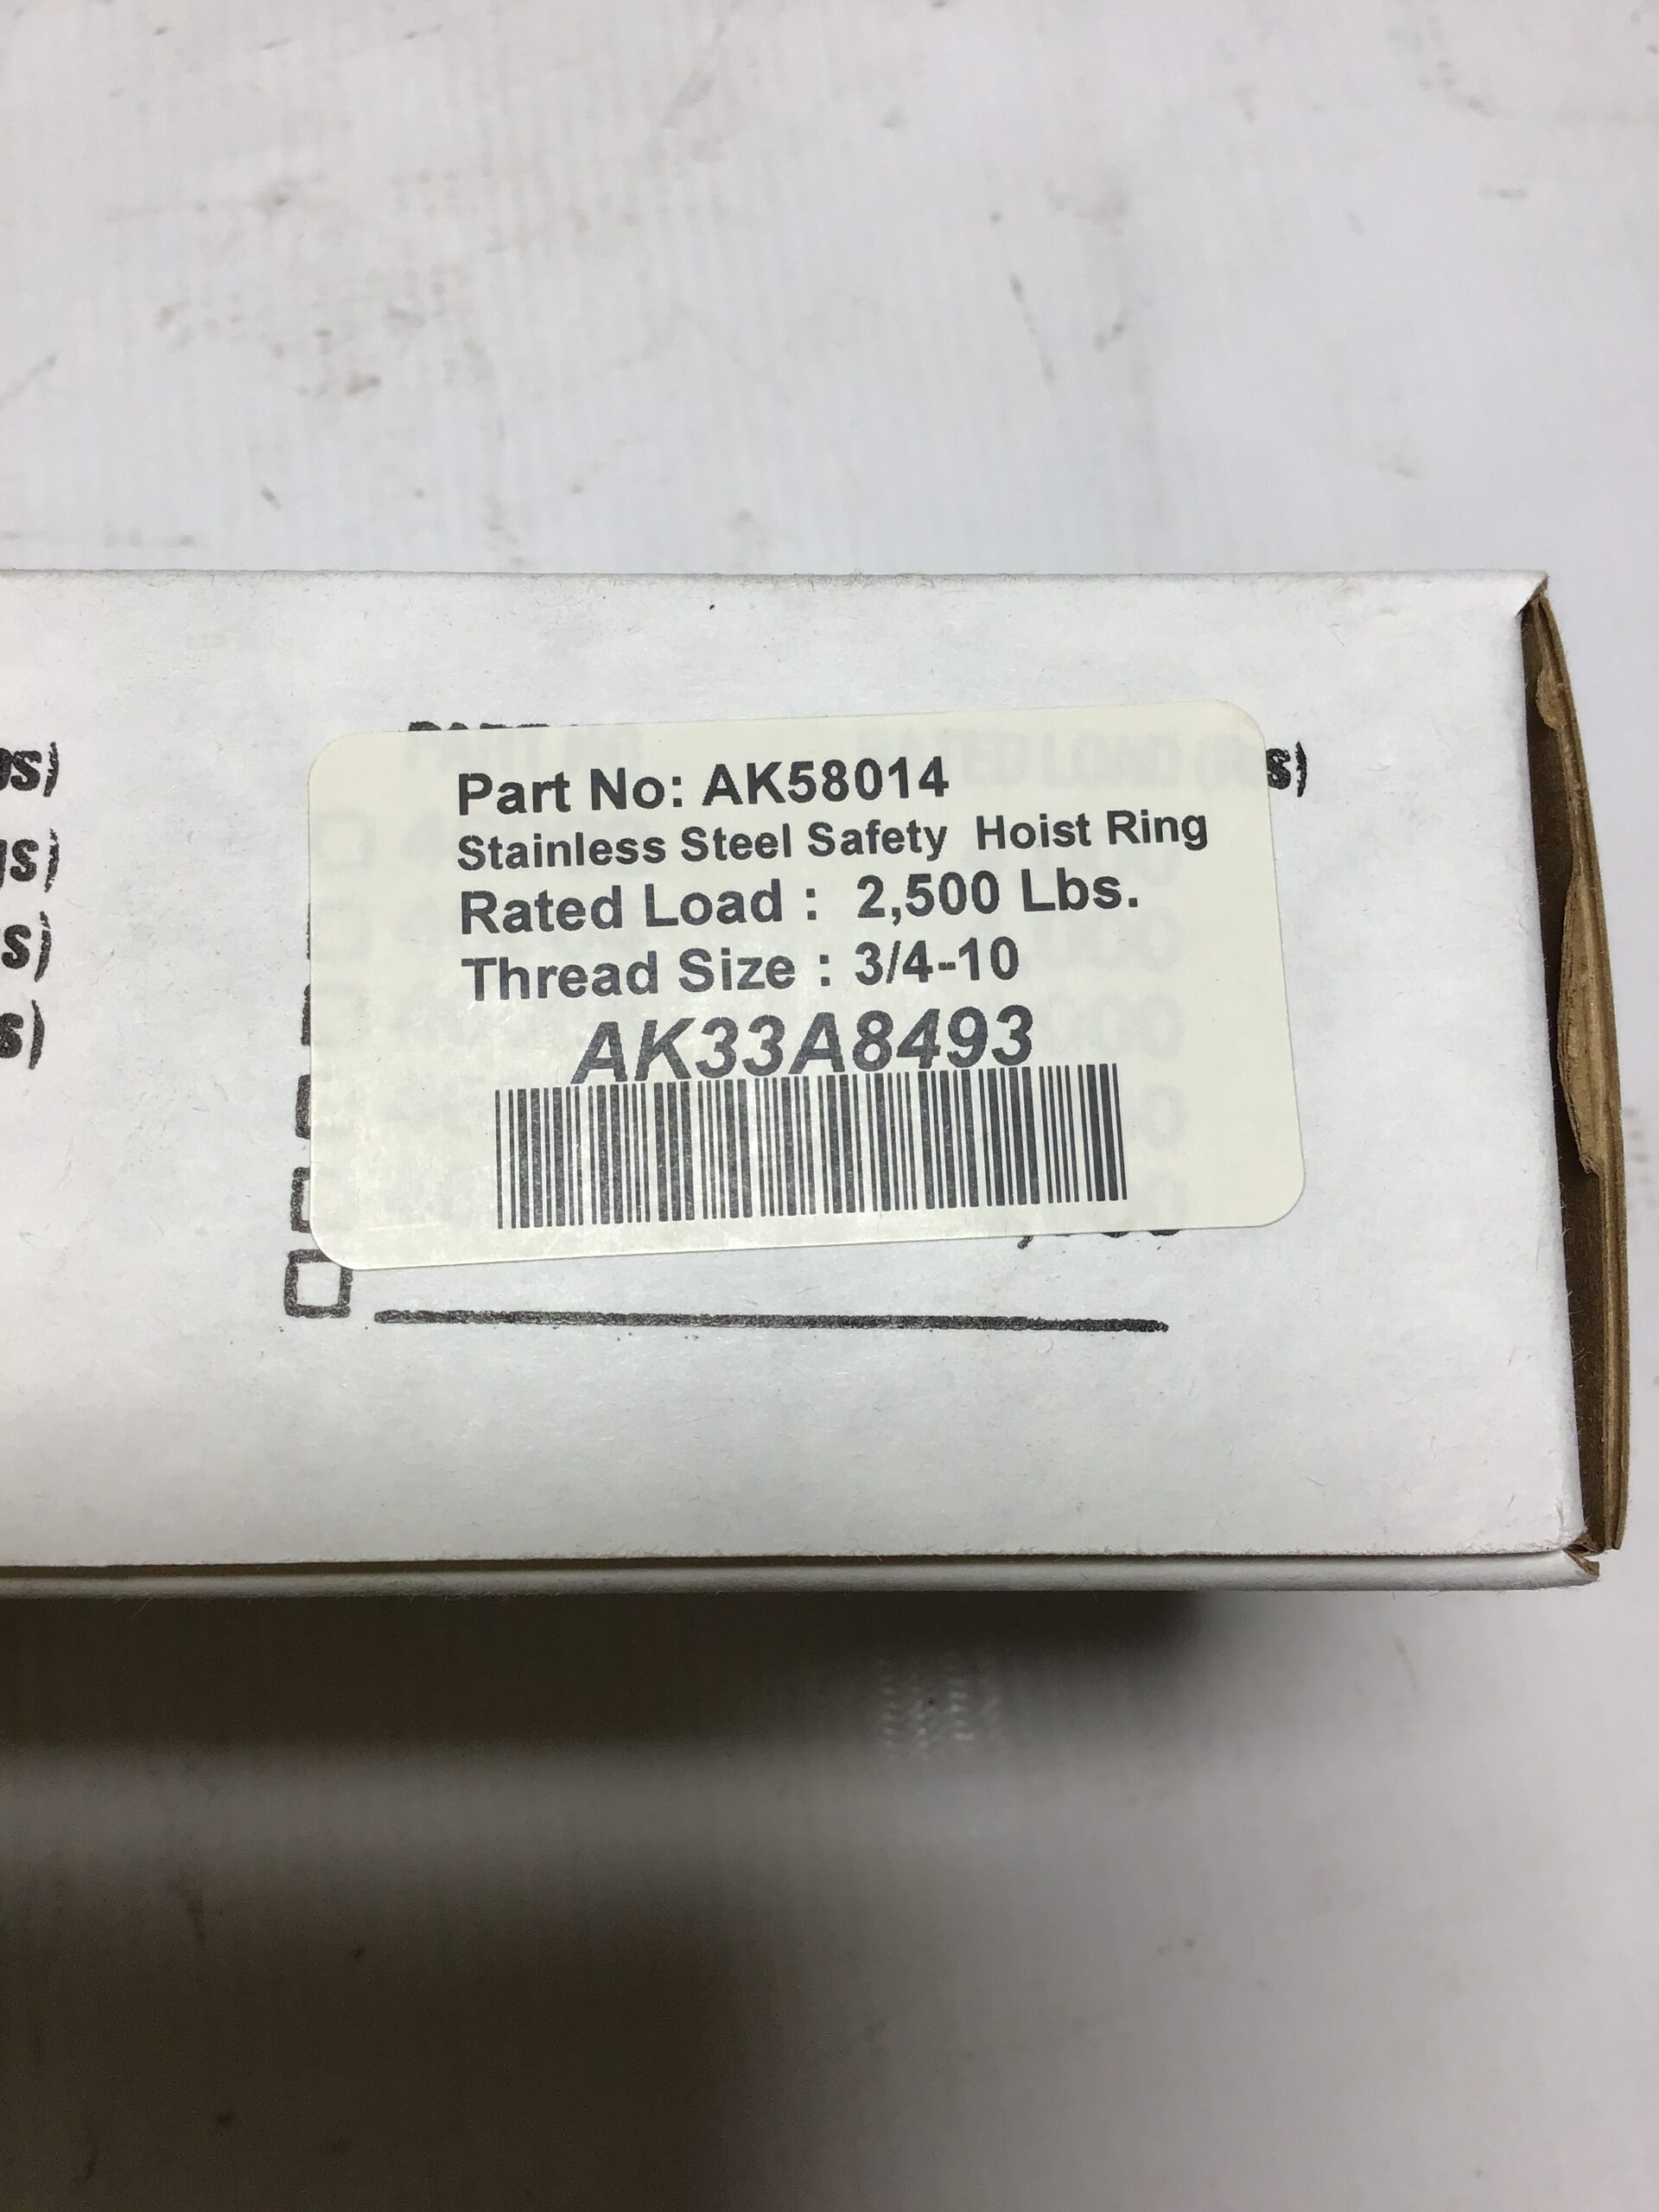 Part No: AK58014
Stainless Steel Safety Hoist Ring
Rated Load : 2,500 Lbs.
Thread Size : 3/4-10
AK33A8493